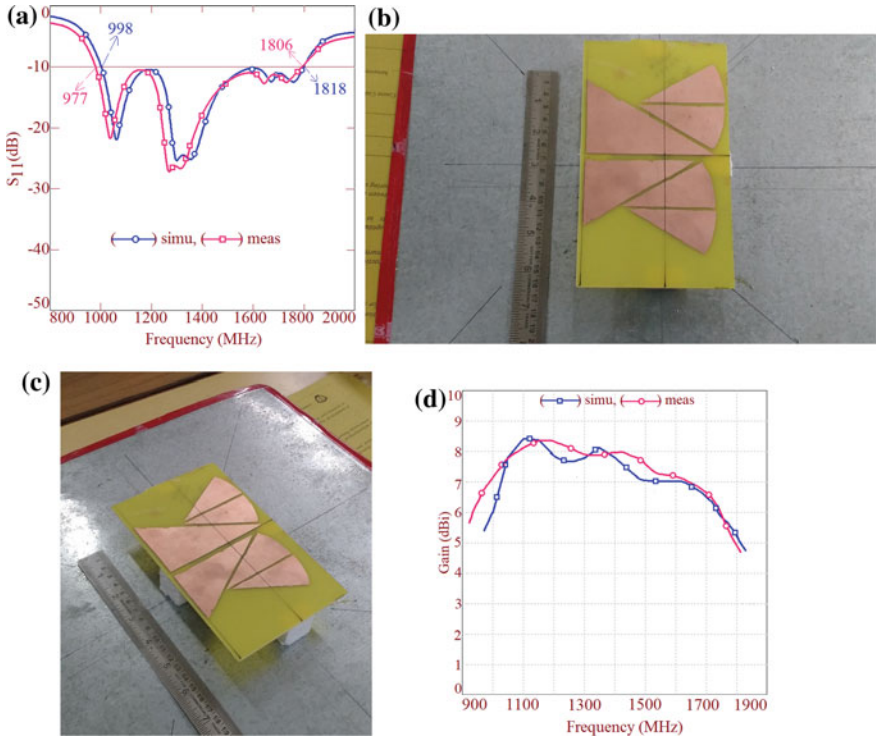 (a)
0
-10
-20
-30
-40
-50
S11(dB)
998
977
1806
1818
(-○-) simu, (-□-) meas
800 1000 1200 1400 1600 1800 2000
Frequency (MHz)
(b)
(c)
(d)
10
9
8
7
6
5
4
3
2
1
0
Gain (dBi)
(-□-) simu, (-○-) meas
900 1100 1300 1500 1700 1900
Frequency (MHz)